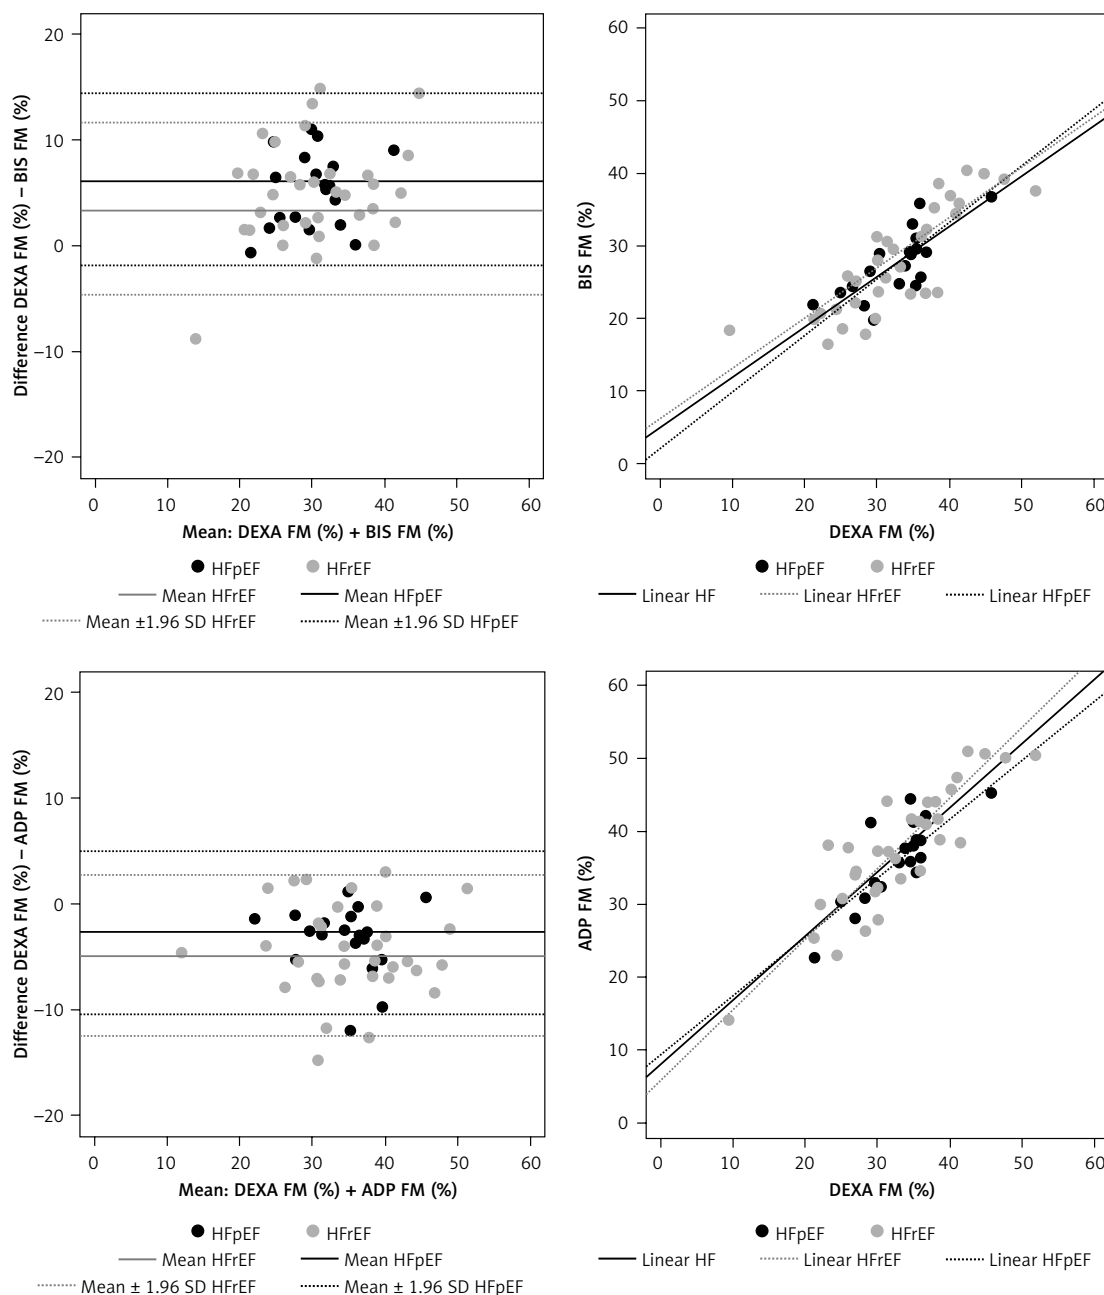 Difference DEXA FM (%) – BIS FM (%)
20
10
0
–10
–20
0 10 20 30 40 50 60
Mean: DEXA FM (%) + BIS FM (%)
HFpEF HFrEF
Mean HFrEF Mean HFpEF
Mean ±1.96 SD HFrEF Mean ±1.96 SD HFpEF
BIS FM (%)
60
50
40
30
20
10
0
0 10 20 30 40 50 60
DEXA FM (%)
HFpEF HFrEF
Linear HF Linear HFrEF Linear HFpEF
Difference DEXA FM (%) – ADP FM (%)
20
10
0
–10
–20
0 10 20 30 40 50 60
Mean: DEXA FM (%) + ADP FM (%)
HFpEF HFrEF
Mean HFrEF Mean HFpEF
Mean ± 1.96 SD HFrEF Mean ± 1.96 SD HFpEF
ADP FM (%)
60
50
40
30
20
10
0
0 10 20 30 40 50 60
DEXA FM (%)
HFpEF HFrEF
Linear HF Linear HFrEF Linear HFpEF